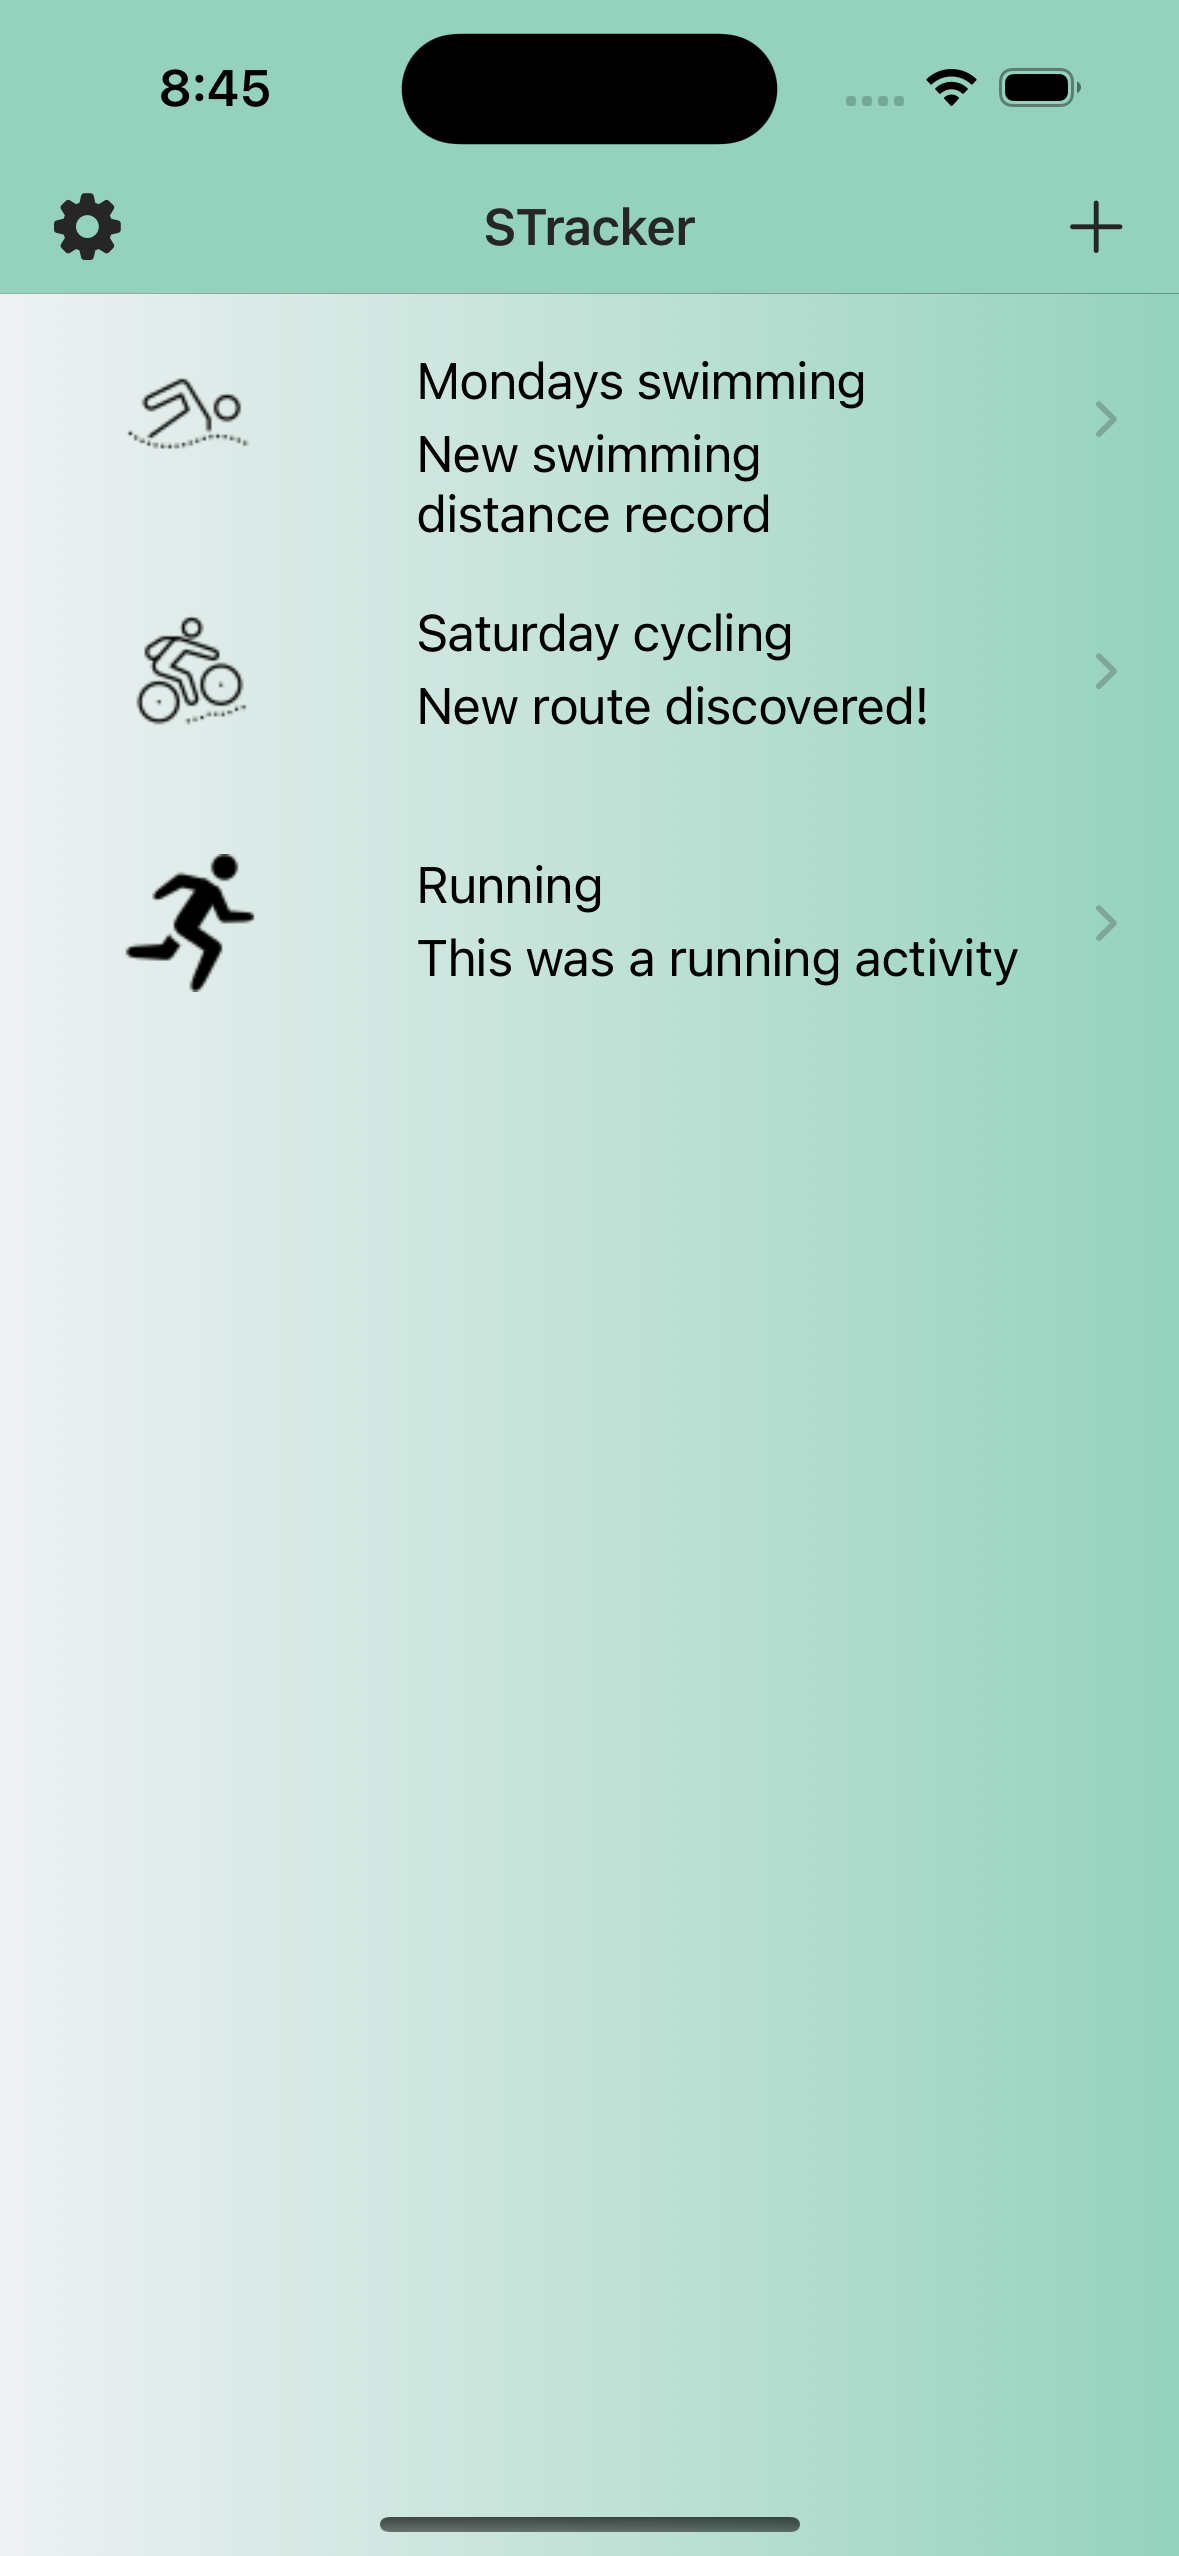 8:45
STracker
Mondays swimming
New swimming
distance record
Saturday cycling
New route discovered!
Running
This was a running activity